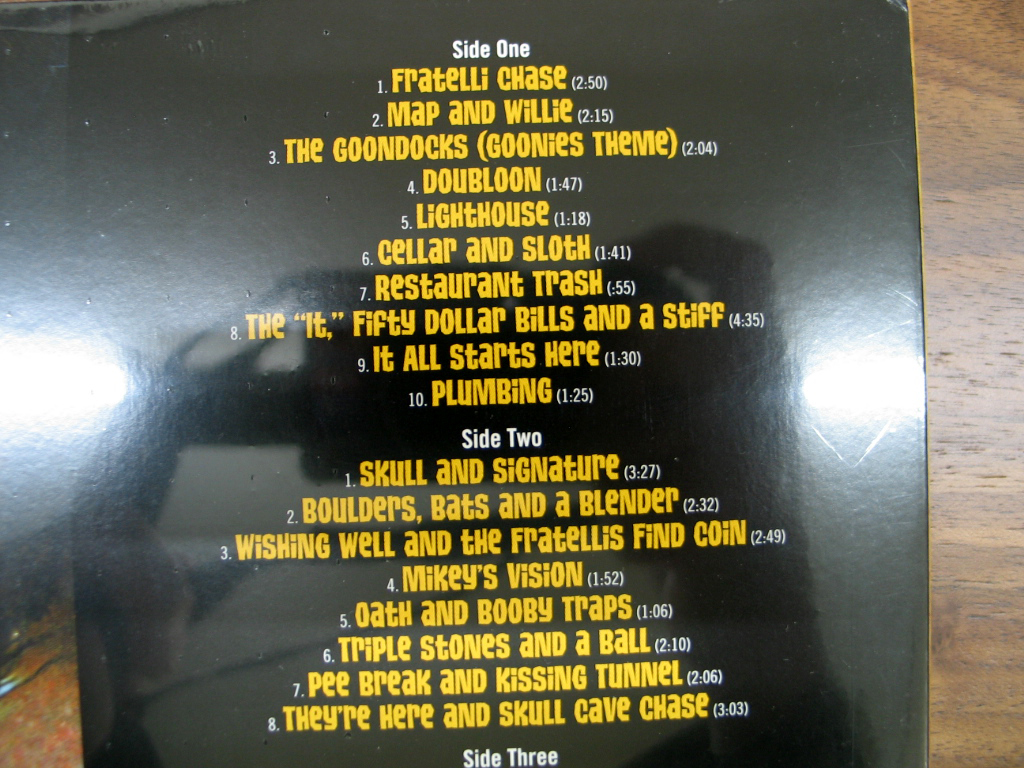 Side One
1. Fratelli Chase (2:50)
2. Map and Willie (2:15)
3. The Goondocks (Goonies Theme) (2:04)
4. Doubloon (1:47)
5. Lighthouse (1:18)
6. Cellar and Sloth (1:41)
7. Restaurant Trash (:55)
8. The “It,” Fifty Dollar Bills and a Stiff (4:35)
9. It All Starts Here (1:30)
10. Plumbing (1:25)
Side Two
1. Skull and Signature (3:27)
2. Boulders, Bats and a Blender (2:32)
3. Wishing Well and the Fratellis Find Coin (2:49)
4. Mikey's Vision (1:52)
5. Oath and Booby Traps (1:06)
6. Triple Stones and a Ball (2:10)
7. Pee Break and Kissing Tunnel (2:06)
8. They're Here and Skull Cave Chase (3:03)
Side Three